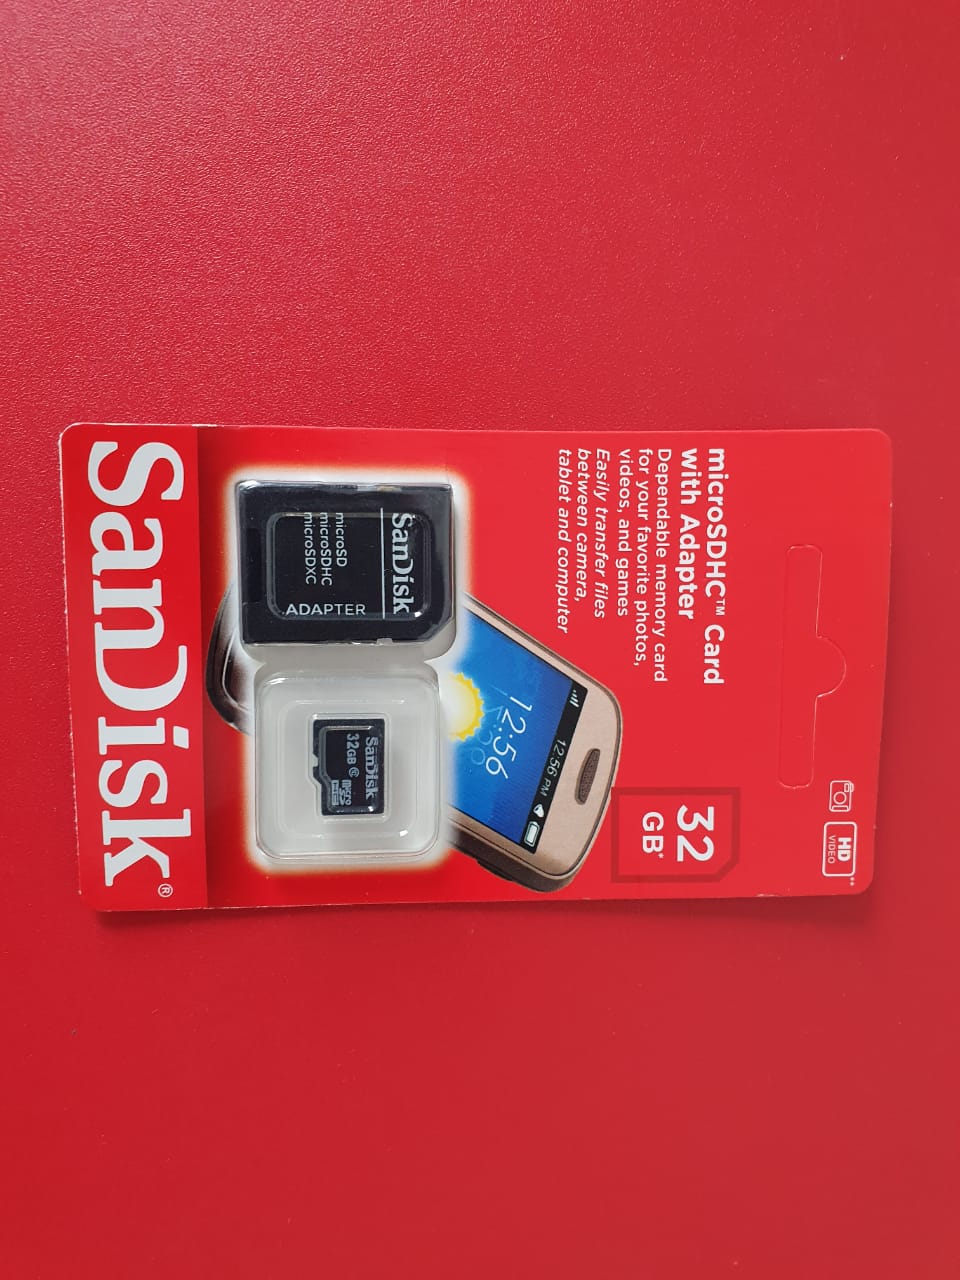 HD
VIDEO
**
microSDHC™ Card
with Adapter
Dependable memory card
for your favorite photos,
videos, and games
Easily transfer files
between camera,
tablet and computer
32
GB*
12:56 PM
12:56
SanDisk
microSD
microSDHC
microSDXC
ADAPTER
SanDisk
32GB
micro
SanDisk®